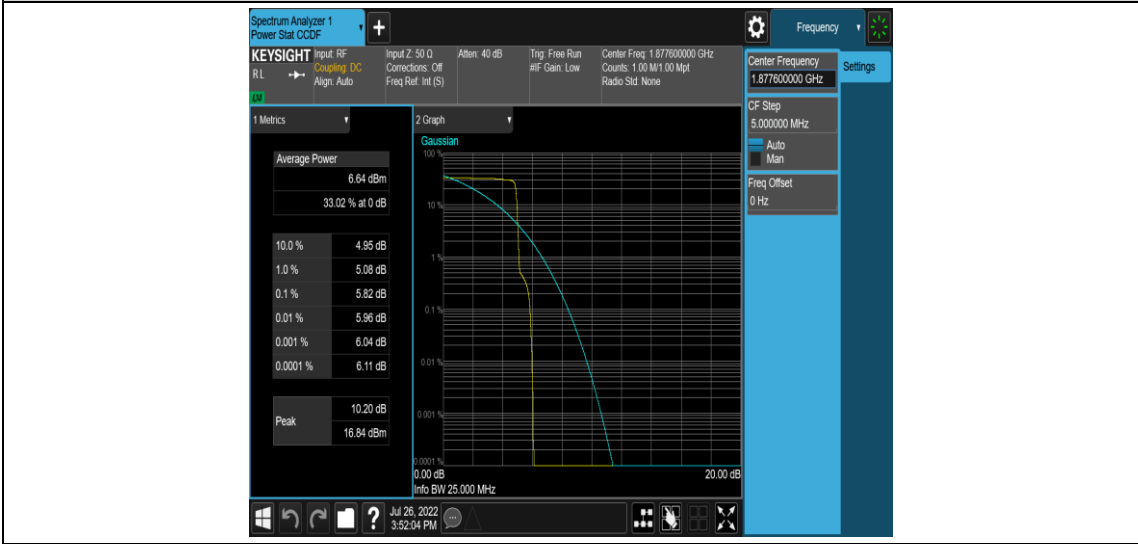 Spectrum Analyzer 1
Power Stat CCDF
+
Frequency
KEYSIGHT
R L
Input: RF
Coupling: DC
Align: Auto
Input Z: 50 Ω
Corrections: Off
Freq Ref: Int (S)
Atten: 40 dB
Trig: Free Run
#IF Gain: Low
Center Freq: 1.877600000 GHz
Counts: 1.00 M/1.00 Mpt
Radio Std: None
1 Metrics
Average Power
6.64 dBm
33.02 % at 0 dB
10.0 % 4.95 dB
1.0 % 5.08 dB
0.1 % 5.82 dB
0.01 % 5.96 dB
0.001 % 6.04 dB
0.0001 % 6.11 dB
Peak
10.20 dB
16.84 dBm
2 Graph
Gaussian
100 %
10 %
1 %
0.1 %
0.01 %
0.001 %
0.0001 %
0.00 dB 20.00 dB
Info BW 25.000 MHz
Center Frequency
1.877600000 GHz
Settings
CF Step
5.000000 MHz
Auto
Man
Freq Offset
0 Hz
?
Jul 26, 2022
3:52:04 PM